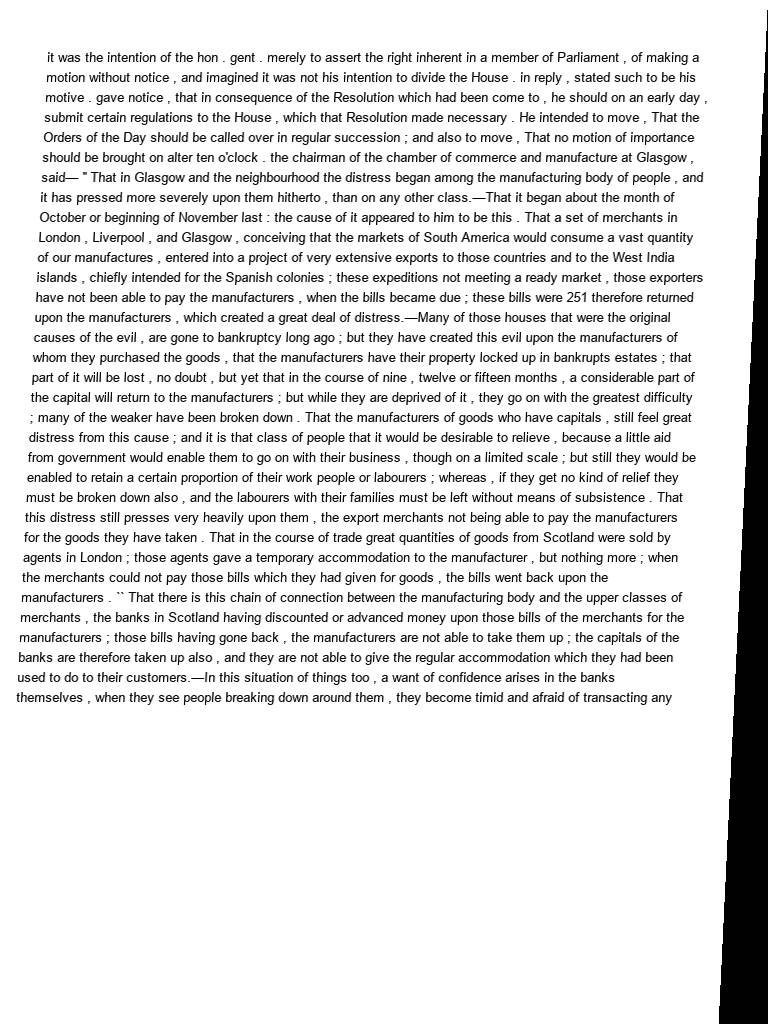 it was the intention of the hon . gent . merely to assert the right inherent in a member of Parliament , of making a
motion without notice , and imagined it was not his intention to divide the House . in reply , stated such to be his
motive . gave notice , that in consequence of the Resolution which had been come to , he should on an early day ,
submit certain regulations to the House , which that Resolution made necessary . He intended to move , That the
Orders of the Day should be called over in regular succession ; and also to move , That no motion of importance
should be brought on alter ten o'clock . the chairman of the chamber of commerce and manufacture at Glasgow ,
said— " That in Glasgow and the neighbourhood the distress began among the manufacturing body of people , and
it has pressed more severely upon them hitherto , than on any other class.—That it began about the month of
October or beginning of November last : the cause of it appeared to him to be this . That a set of merchants in
London , Liverpool , and Glasgow , conceiving that the markets of South America would consume a vast quantity
of our manufactures , entered into a project of very extensive exports to those countries and to the West India
islands , chiefly intended for the Spanish colonies ; these expeditions not meeting a ready market , those exporters
have not been able to pay the manufacturers , when the bills became due ; these bills were 251 therefore returned
upon the manufacturers , which created a great deal of distress.—Many of those houses that were the original
causes of the evil , are gone to bankruptcy long ago ; but they have created this evil upon the manufacturers of
whom they purchased the goods , that the manufacturers have their property locked up in bankrupts estates ; that
part of it will be lost , no doubt , but yet that in the course of nine , twelve or fifteen months , a considerable part of
the capital will return to the manufacturers ; but while they are deprived of it , they go on with the greatest difficulty
; many of the weaker have been broken down . That the manufacturers of goods who have capitals , still feel great
distress from this cause ; and it is that class of people that it would be desirable to relieve , because a little aid
from government would enable them to go on with their business , though on a limited scale ; but still they would be
enabled to retain a certain proportion of their work people or labourers ; whereas , if they get no kind of relief they
must be broken down also , and the labourers with their families must be left without means of subsistence . That
this distress still presses very heavily upon them , the export merchants not being able to pay the manufacturers
for the goods they have taken . That in the course of trade great quantities of goods from Scotland were sold by
agents in London ; those agents gave a temporary accommodation to the manufacturer , but nothing more ; when
the merchants could not pay those bills which they had given for goods , the bills went back upon the
manufacturers . `` That there is this chain of connection between the manufacturing body and the upper classes of
merchants , the banks in Scotland having discounted or advanced money upon those bills of the merchants for the
manufacturers ; those bills having gone back , the manufacturers are not able to take them up ; the capitals of the
banks are therefore taken up also , and they are not able to give the regular accommodation which they had been
used to do to their customers.—In this situation of things too , a want of confidence arises in the banks
themselves , when they see people breaking down around them , they become timid and afraid of transacting any